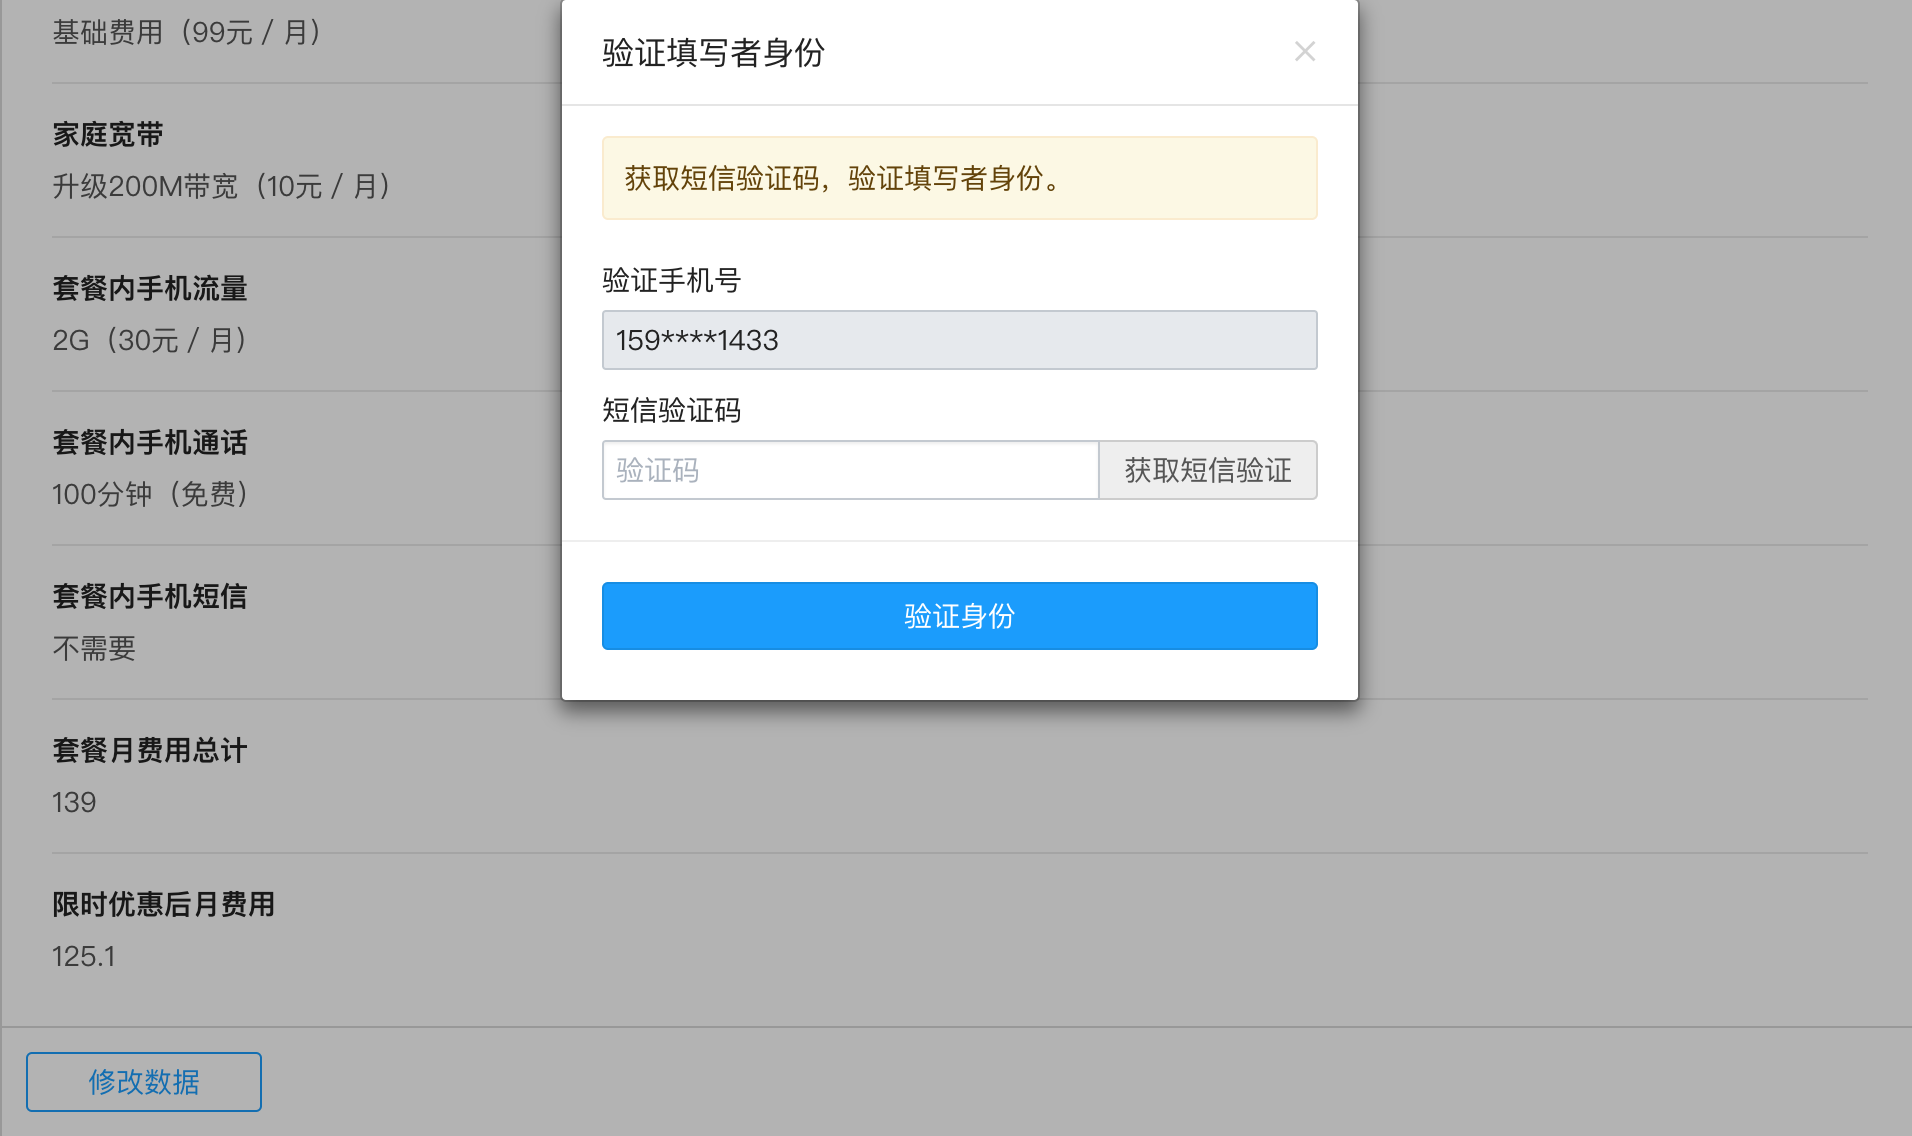 基础费用（99元 / 月）
家庭宽带
升级200M带宽（10元 / 月）
套餐内手机流量
2G（30元 / 月）
套餐内手机通话
100分钟（免费）
套餐内手机短信
不需要
套餐月费用总计
139
限时优惠后月费用
125.1
修改数据
验证填写者身份
×
获取短信验证码，验证填写者身份。
验证手机号
159****1433
短信验证码
验证码
获取短信验证
验证身份